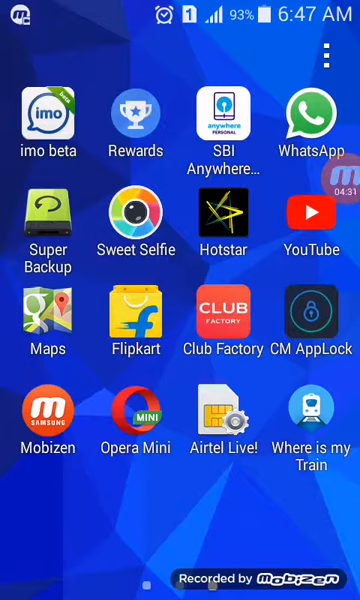 1 93% 6:47 AM
imo
beta
anywhere
PERSONAL
imo beta Rewards SBI WhatsApp
Anywhere...
04:31
Super Sweet Selfie Hotstar YouTube
Backup
CLUB
FACTORY
Maps Flipkart Club Factory CM AppLock
SAMSUNG
MINI
Mobizen Opera Mini Airtel Live! Where is my
Train
Recorded by Mobizen